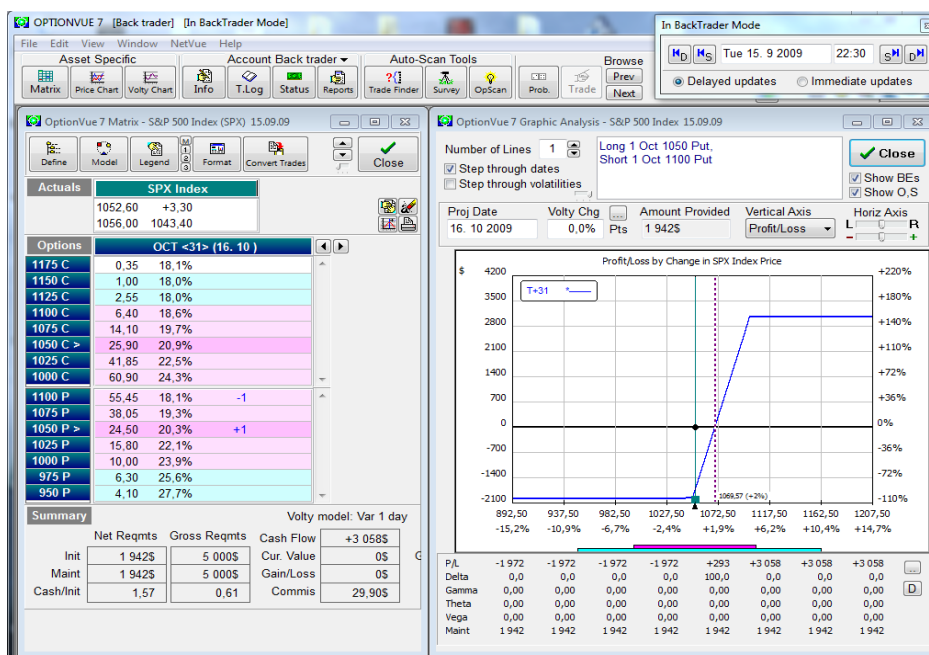 OPTIONVUE 7 [Back trader] [In BackTrader Mode]
File Edit View Window NetVue Help
Asset Specific Account Back trader Auto-Scan Tools Browse
Matrix Price Chart Volty Chart Info T.Log Status Reports Trade Finder Survey OpScan Prob. Trade Prev
Next
In BackTrader Mode
D S Tue 15. 9 2009 22:30 S D
Delayed updates Immediate updates
OptionVue 7 Matrix - S&P 500 Index (SPX) 15.09.09
Define Model Legend M 1 2 3 Format Convert Trades Close
Actuals SPX Index
1052,60 +3,30
1056,00 1043,40
Options OCT <31> (16. 10 )
1175 C 0,35 18,1%
1150 C 1,00 18,0%
1125 C 2,55 18,0%
1100 C 6,40 18,6%
1075 C 14,10 19,7%
1050 C > 25,90 20,9%
1025 C 41,85 22,5%
1000 C 60,90 24,3%
1100 P 55,45 18,1% -1
1075 P 38,05 19,3%
1050 P > 24,50 20,3% +1
1025 P 15,80 22,1%
1000 P 10,00 23,9%
975 P 6,30 25,6%
950 P 4,10 27,7%
Summary Volty model: Var 1 day
Net Reqmts Gross Reqmts Cash Flow +3 058$
Init 1 942$ 5 000$ Cur. Value 0$ G
Maint 1 942$ 5 000$ Gain/Loss 0$
Cash/Init 1,57 0,61 Commis 29,90$
OptionVue 7 Graphic Analysis - S&P 500 Index 15.09.09
Number of Lines 1
Step through dates
Step through volatilities
Long 1 Oct 1050 Put,
Short 1 Oct 1100 Put
Close
Show BEs
Show O,S
Proj Date Volty Chg ... Amount Provided Vertical Axis Horiz Axis
16. 10 2009 0,0% Pts 1 942$ Profit/Loss L R
- +
Profit/Loss by Change in SPX Index Price
$ 4200 +220%
T+31 *
3500 +180%
2800 +140%
2100 +110%
1400 +72%
700 +36%
0 0%
-700 -36%
-1400 -72%
-2100 -110%
1069,57 (+2%)
892,50 937,50 982,50 1027,50 1072,50 1117,50 1162,50 1207,50
-15,2% -10,9% -6,7% -2,4% +1,9% +6,2% +10,4% +14,7%
P/L -1 972 -1 972 -1 972 -1 972 +293 +3 058 +3 058 +3 058 ...
Delta 0,0 0,0 0,0 0,0 100,0 0,0 0,0 0,0
Gamma 0,00 0,00 0,00 0,00 0,00 0,00 0,00 0,00 D
Theta 0,00 0,00 0,00 0,00 0,00 0,00 0,00 0,00
Vega 0,00 0,00 0,00 0,00 0,00 0,00 0,00 0,00
Maint 1 942 1 942 1 942 1 942 1 942 1 942 1 942 1 942